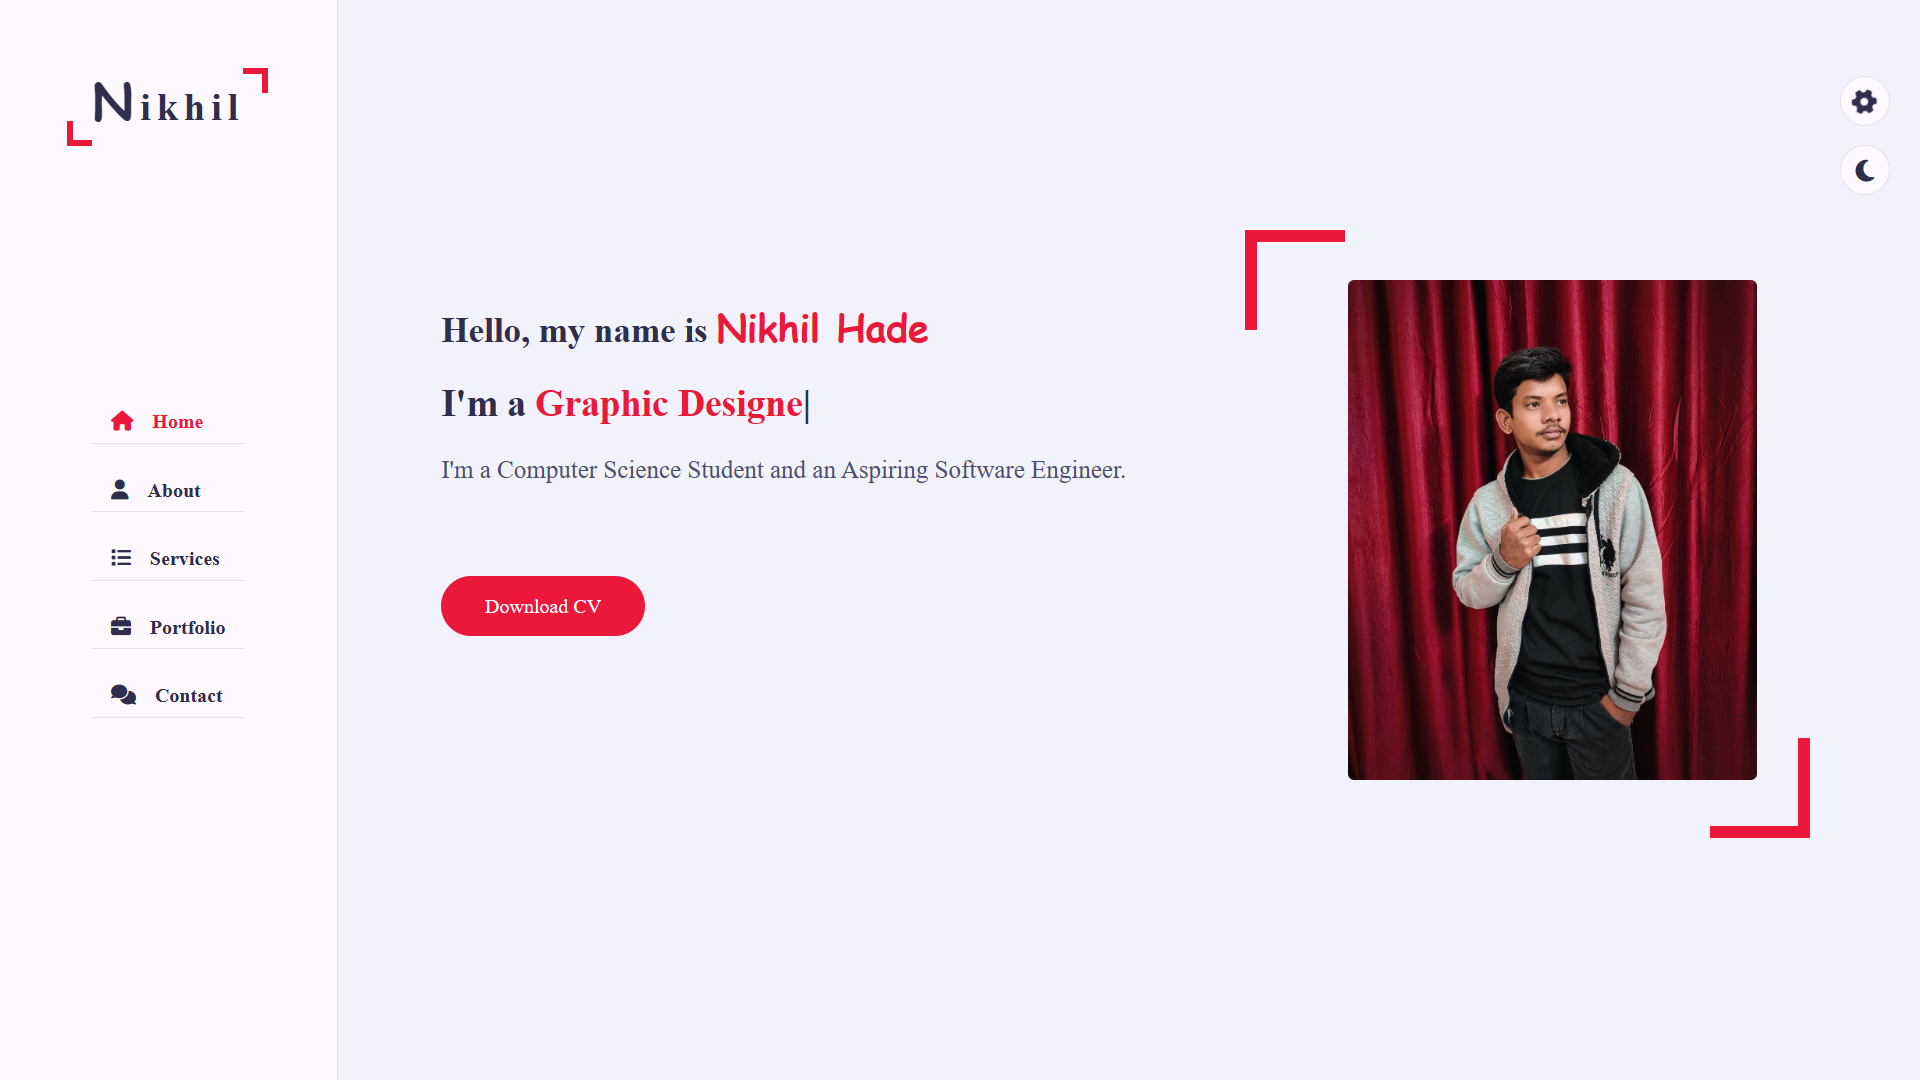 Nikhil
Home
About
Services
Portfolio
Contact
Hello, my name is Nikhil Hade
I'm a Graphic Designe|
I'm a Computer Science Student and an Aspiring Software Engineer.
Download CV